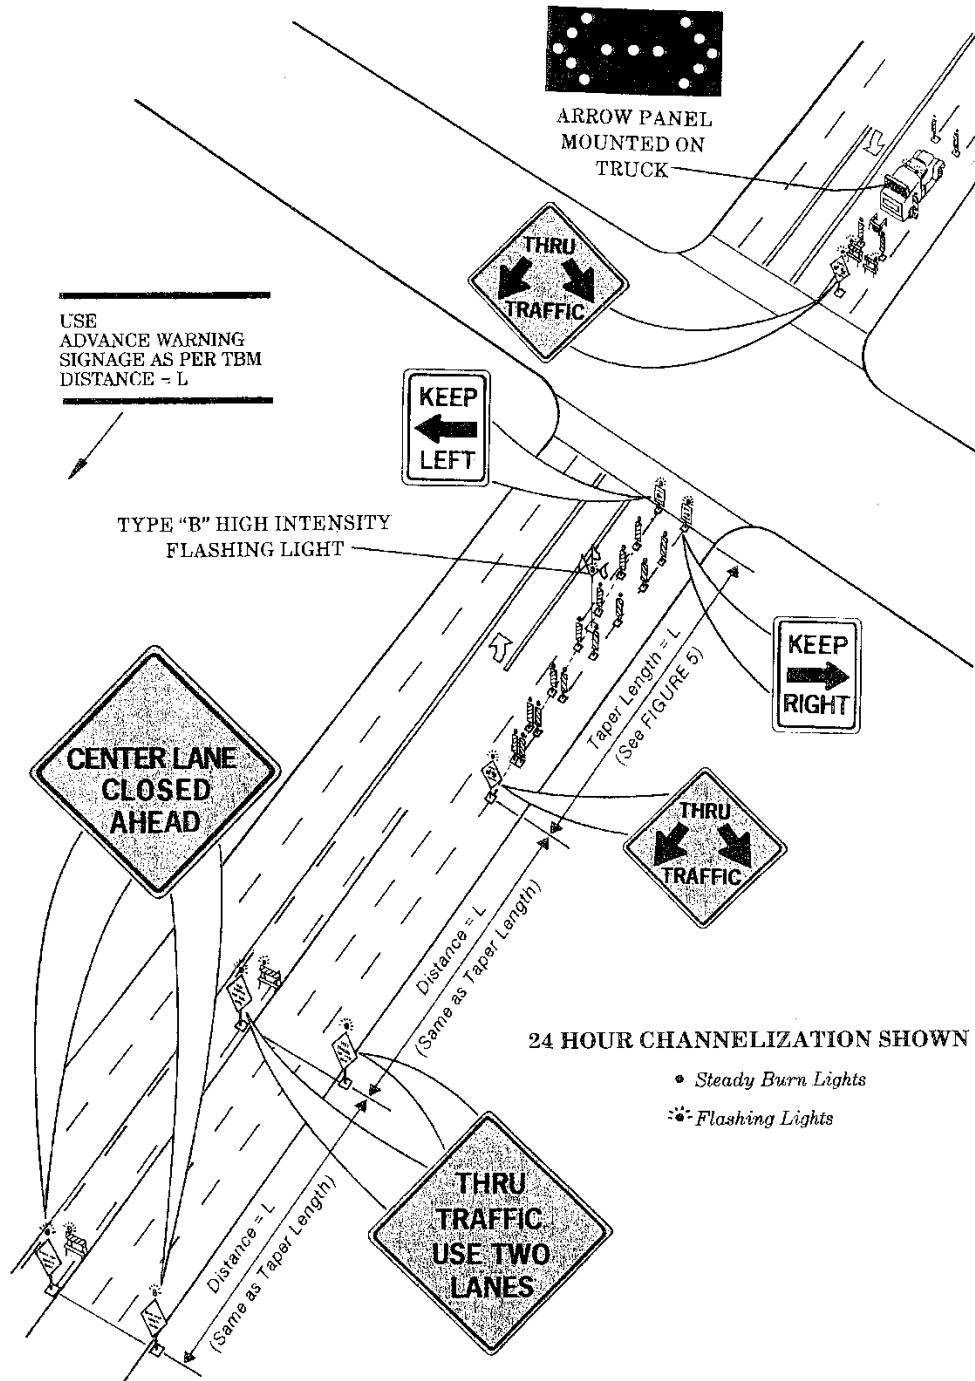 ARROW PANEL
MOUNTED ON
TRUCK
THRU
TRAFFIC
USE
ADVANCE WARNING
SIGNAGE AS PER TBM
DISTANCE = L
KEEP
LEFT
TYPE "B" HIGH INTENSITY
FLASHING LIGHT
KEEP
RIGHT
Taper Length = L
(See FIGURE 5)
CENTER LANE
CLOSED
AHEAD
THRU
TRAFFIC
Distance = L
(Same as Taper Length)
24 HOUR CHANNELIZATION SHOWN
Steady Burn Lights
Flashing Lights
THRU
TRAFFIC
USE TWO
LANES
Distance = L
(Same as Taper Length)